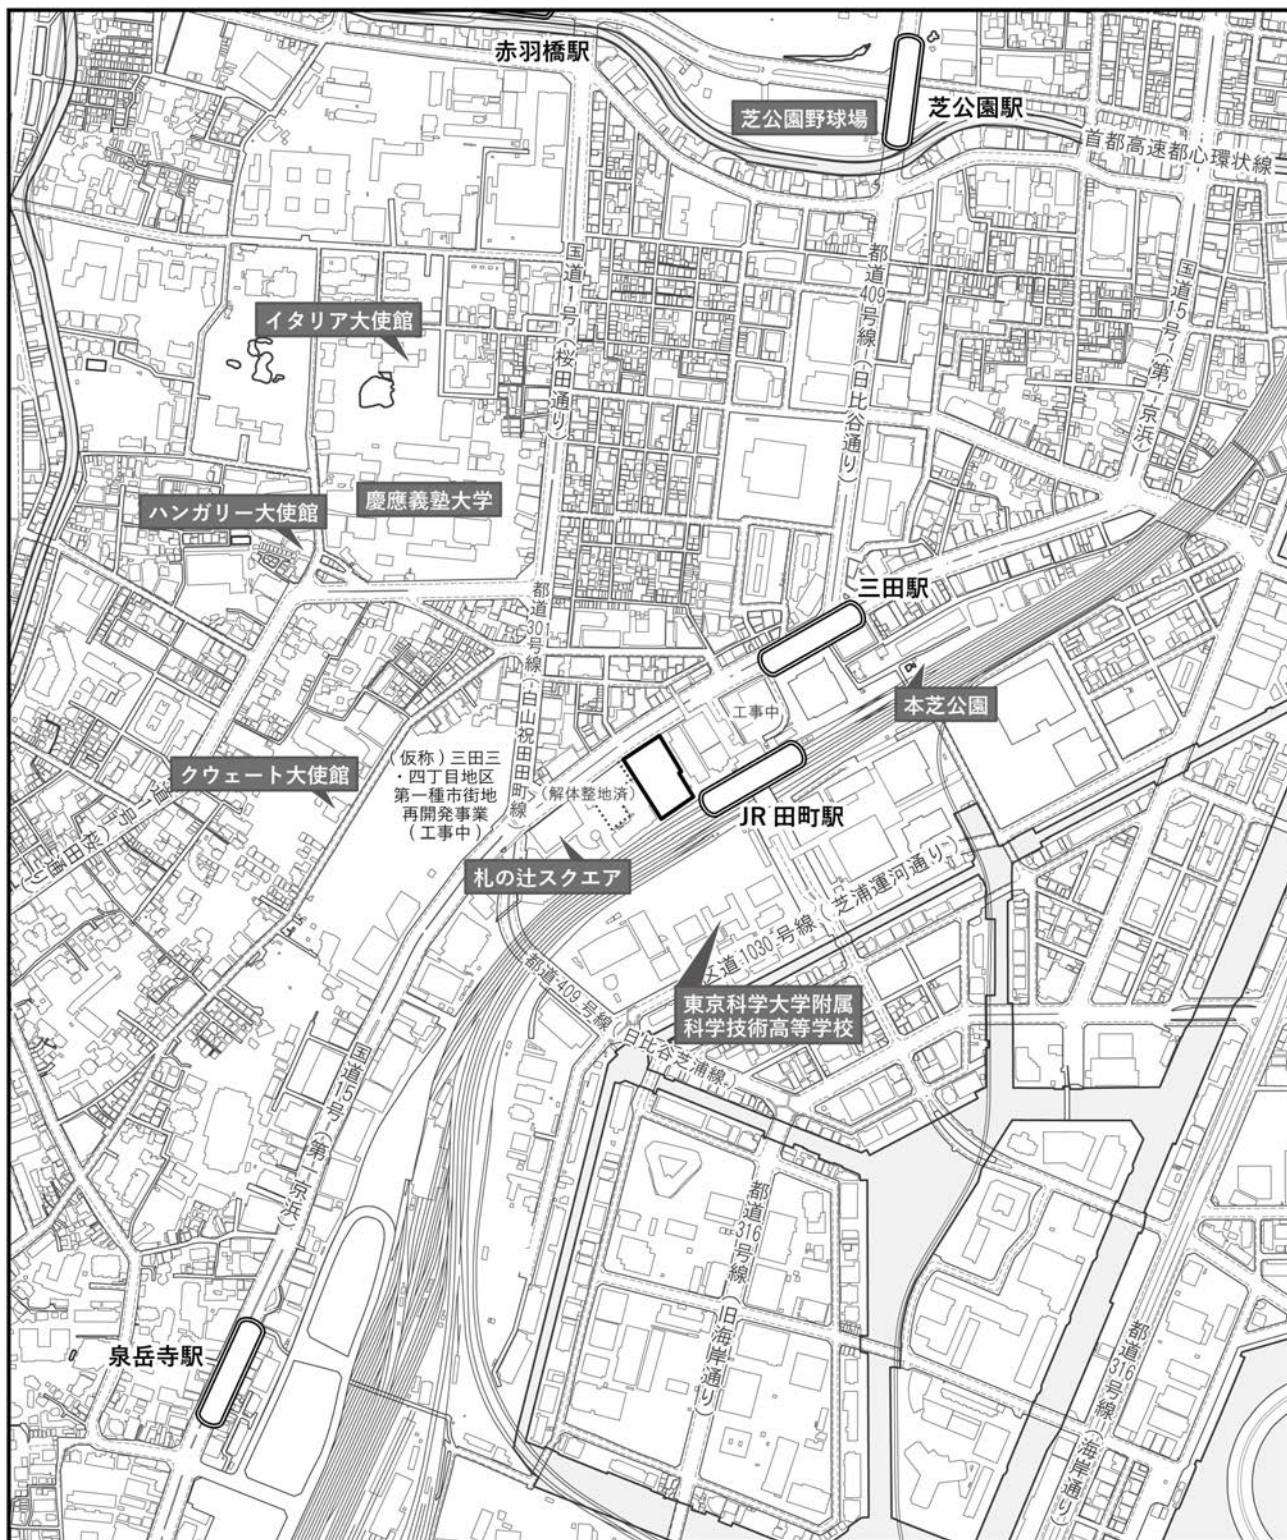 赤羽橋駅
芝公園野球場
芝公園駅
首都高速都心環状線
国道1号（桜田通り）
都道409号線（日比谷通り）
国道15号（第一京浜）
イタリア大使館
慶應義塾大学
ハンガリー大使館
都道30号線（白山祝田田町線）
三田駅
本芝公園
工事中
（仮称）三田三
・四丁目地区
第一種市街地
再開発事業
（工事中）
（解体整地済）
クウェート大使館
JR 田町駅
国道1号（桜田通り）
札の辻スクエア
区道1030号線（芝浦運河通り）
東京科学大学附属
科学技術高等学校
都道409号線（日比谷芝浦線）
国道15号（第一京浜）
都道316号線（旧海岸通り）
泉岳寺駅
都道316号線（海岸通り）